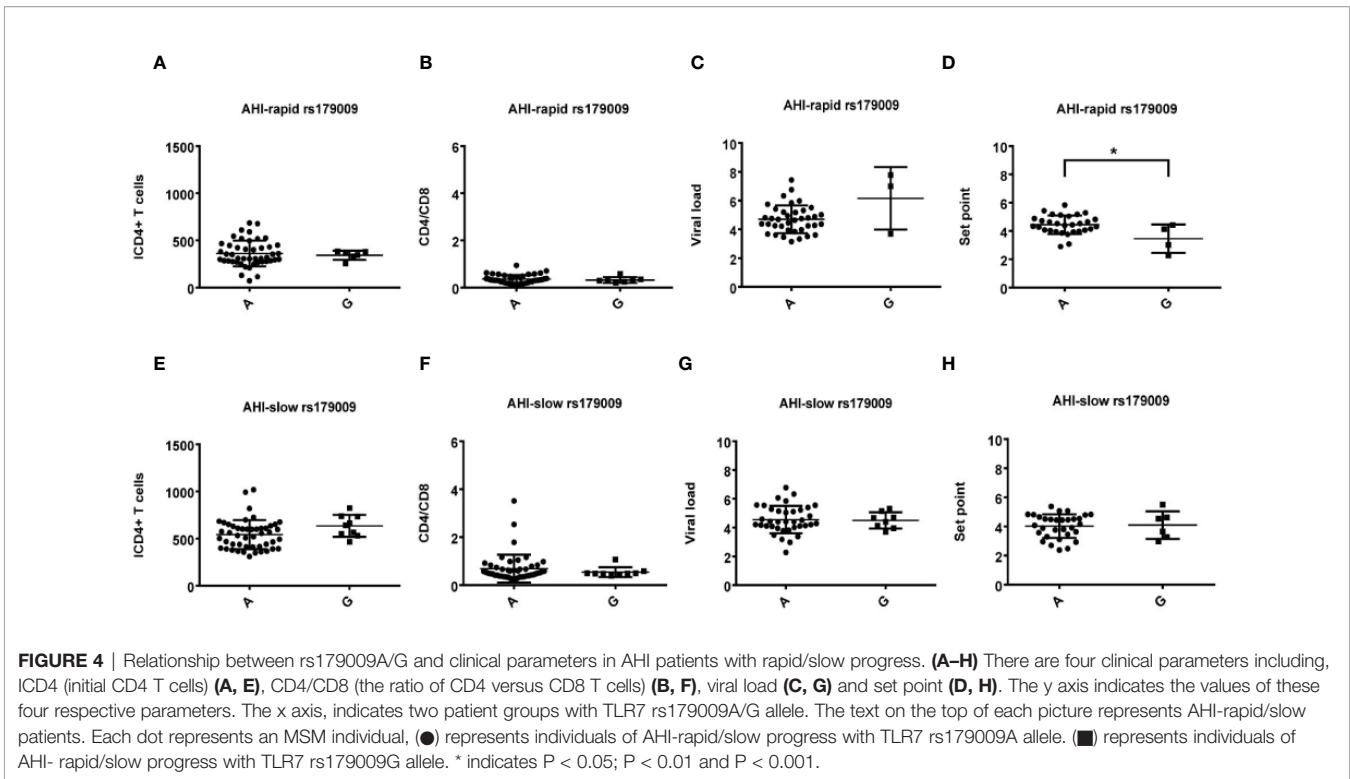 A
AHI-rapid rs179009
ICD4+ T cells
1500
1000
500
0
A
G
B
AHI-rapid rs179009
CD4/CD8
6
4
2
0
A
G
C
AHI-rapid rs179009
Viral load
10
8
6
4
2
0
A
G
D
AHI-rapid rs179009
Set point
10
8
6
4
2
0
*
A
G
E
AHI-slow rs179009
ICD4+ T cells
1500
1000
500
0
A
G
F
AHI-slow rs179009
CD4/CD8
6
4
2
0
A
G
G
AHI-slow rs179009
Viral load
10
8
6
4
2
0
A
G
H
AHI-slow rs179009
Set point
10
8
6
4
2
0
A
G
FIGURE 4 | Relationship between rs179009A/G and clinical parameters in AHI patients with rapid/slow progress. (A–H) There are four clinical parameters including,
ICD4 (initial CD4 T cells) (A, E), CD4/CD8 (the ratio of CD4 versus CD8 T cells) (B, F), viral load (C, G) and set point (D, H). The y axis indicates the values of these
four respective parameters. The x axis, indicates two patient groups with TLR7 rs179009A/G allele. The text on the top of each picture represents AHI-rapid/slow
patients. Each dot represents an MSM individual, (●) represents individuals of AHI-rapid/slow progress with TLR7 rs179009A allele. (■) represents individuals of
AHI- rapid/slow progress with TLR7 rs179009G allele. * indicates P < 0.05; P < 0.01 and P < 0.001.